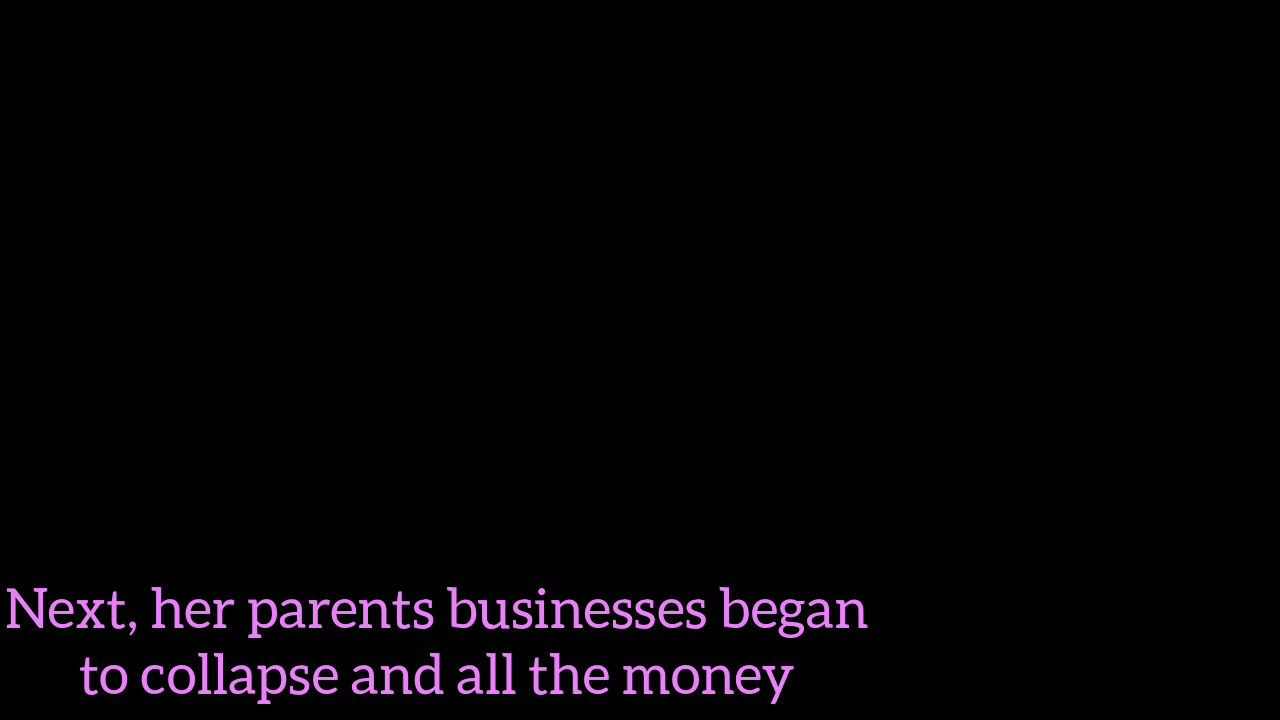 Next, her parents businesses began
to collapse and all the money